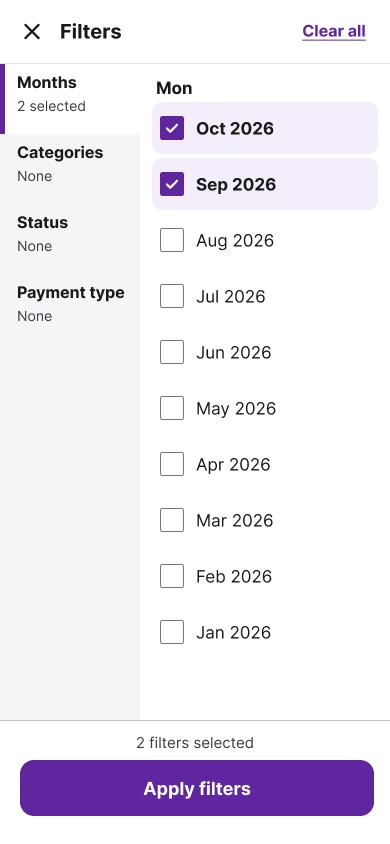 Filters
Clear all
Months
2 selected
Categories
None
Status
None
Payment type
None
Mon
Oct 2026
Sep 2026
Aug 2026
Jul 2026
Jun 2026
May 2026
Apr 2026
Mar 2026
Feb 2026
Jan 2026
2 filters selected
Apply filters